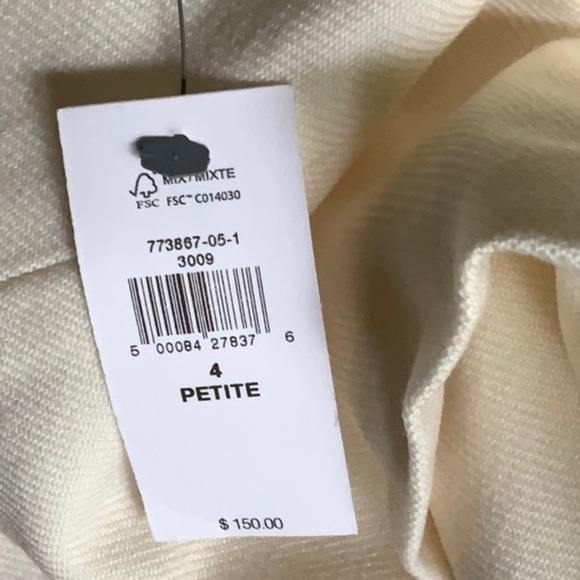 MIX / MIXTE
FSC FSC™ C014030
773867-05-1
3009
5 00084 27837 6
4
PETITE
$ 150.00